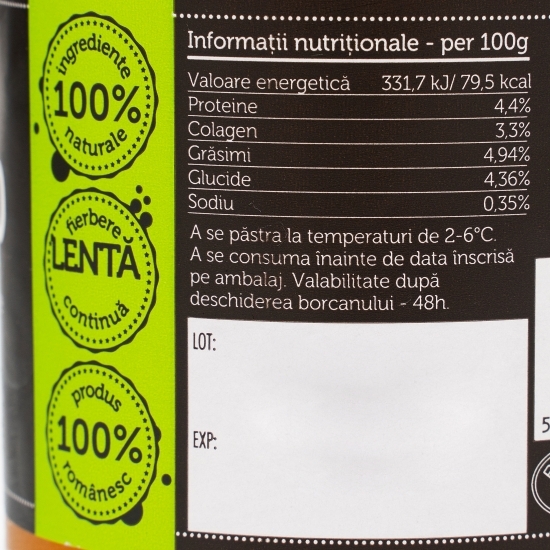 ingrediente
100%
naturale
fierbere
LENTĂ
continuă
produs
100%
românesc
Informații nutriționale - per 100g
Valoare energetică 331,7 kJ/ 79,5 kcal
Proteine 4,4%
Colagen 3,3%
Grăsimi 4,94%
Glucide 4,36%
Sodiu 0,35%
A se păstra la temperaturi de 2-6°C.
A se consuma înainte de data înscrisă
pe ambalaj. Valabilitate după
deschiderea borcanului - 48h.
LOT:
EXP:
5